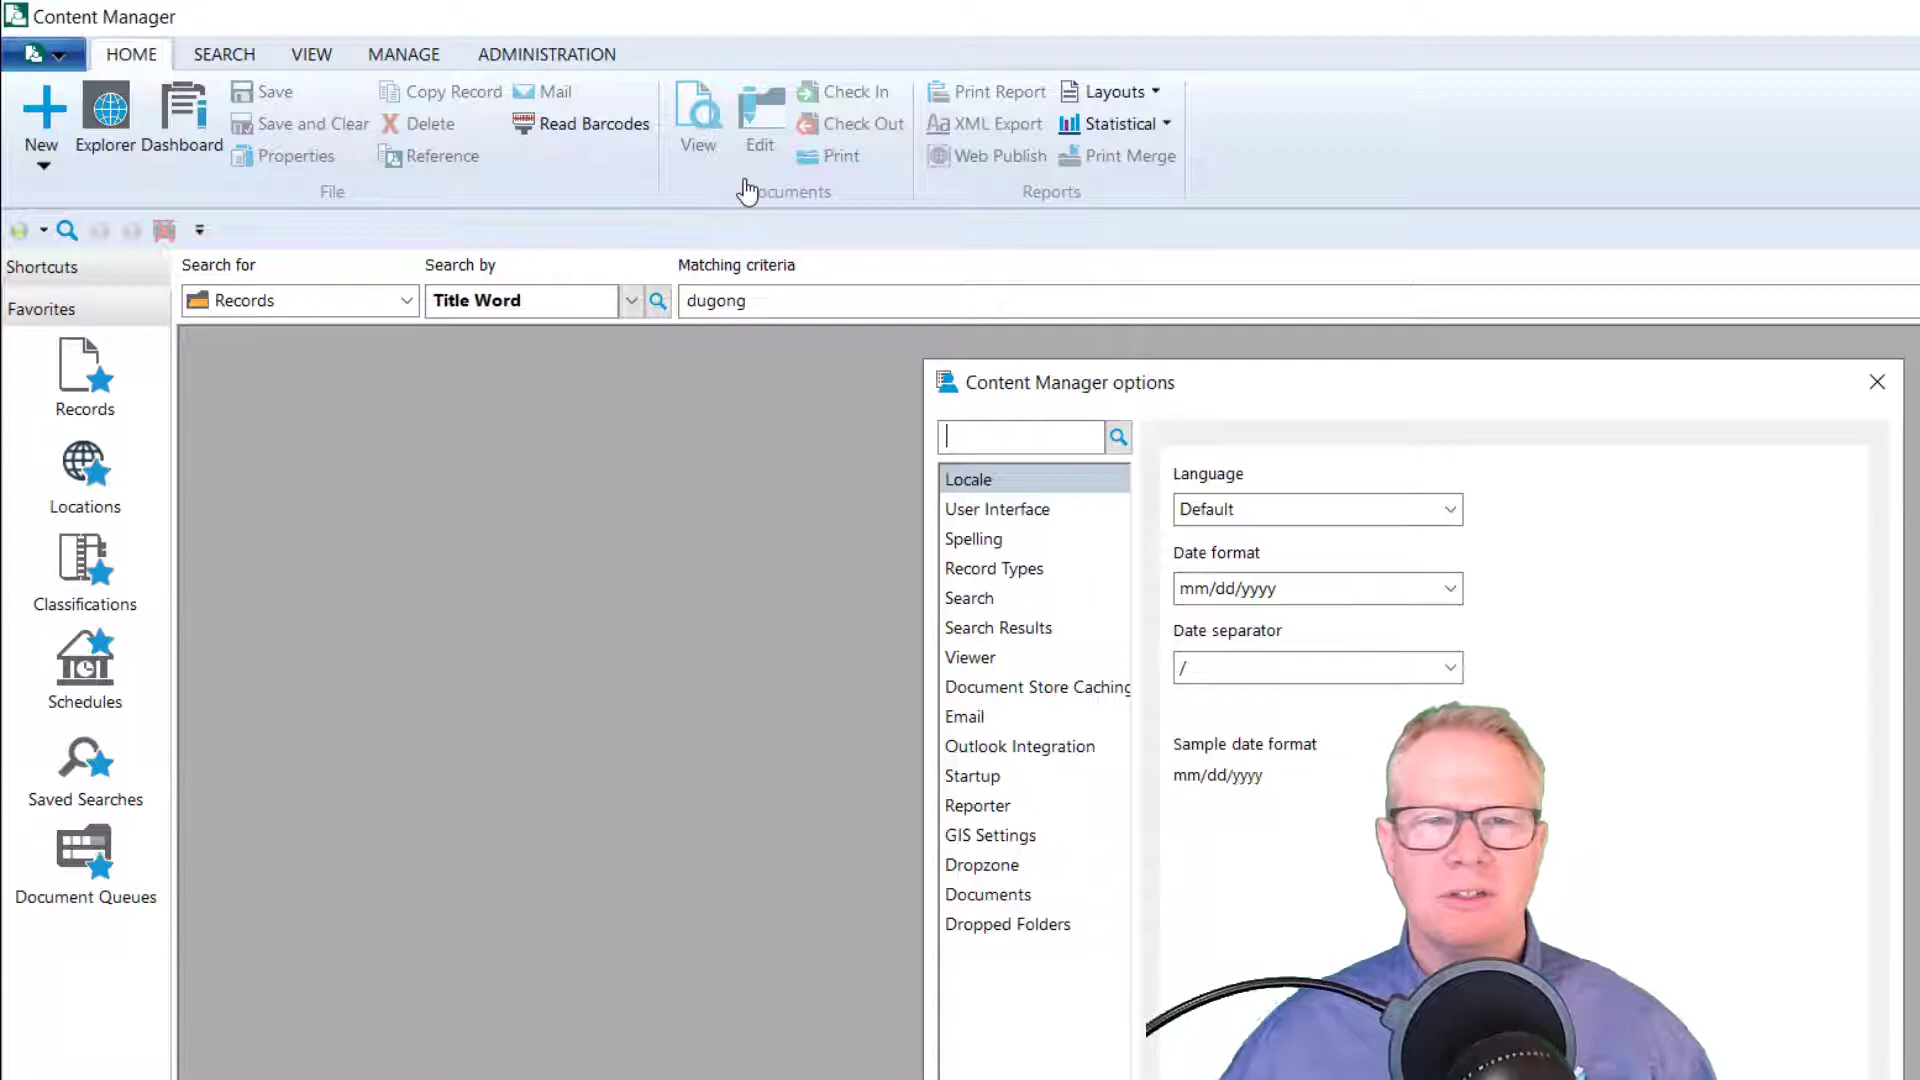 Content Manager
HOME SEARCH VIEW MANAGE ADMINISTRATION
New
Explorer
Dashboard
Save
Save and Clear
Properties
Copy Record
Delete
Reference
Mail
Read Barcodes
File
View
Edit
Check In
Check Out
Print
ocuments
Print Report
XML Export
Web Publish
Layouts
Statistical
Print Merge
Reports
Shortcuts
Favorites
Records
Locations
Classifications
Schedules
Saved Searches
Document Queues
Search for
Records
Search by
Title Word
Matching criteria
dugong
Content Manager options
Locale
User Interface
Spelling
Record Types
Search
Search Results
Viewer
Document Store Caching
Email
Outlook Integration
Startup
Reporter
GIS Settings
Dropzone
Documents
Dropped Folders
Language
Default
Date format
mm/dd/yyyy
Date separator
/
Sample date format
mm/dd/yyyy